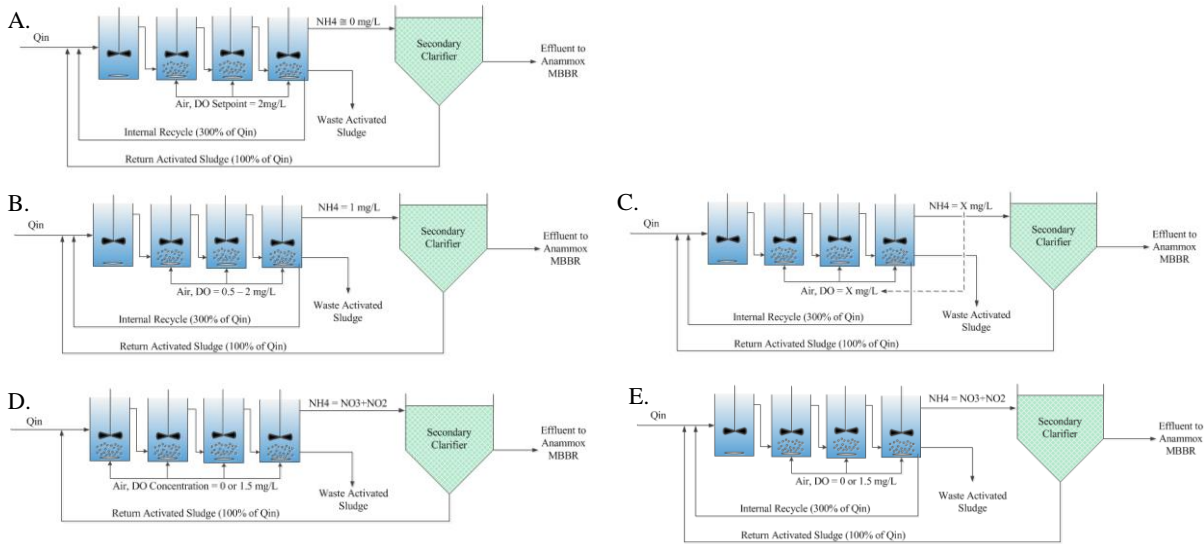 A.
Qin
NH4 ≅ 0 mg/L
Secondary
Clarifier
Effluent to
Anammox
MBBR
Air, DO Setpoint = 2mg/L
Waste Activated
Sludge
Internal Recycle (300% of Qin)
Return Activated Sludge (100% of Qin)
B.
Qin
NH4 = 1 mg/L
Secondary
Clarifier
Effluent to
Anammox
MBBR
Air, DO = 0.5 – 2 mg/L
Waste Activated
Sludge
Internal Recycle (300% of Qin)
Return Activated Sludge (100% of Qin)
C.
Qin
NH4 = X mg/L
Secondary
Clarifier
Effluent to
Anammox
MBBR
Air, DO = X mg/L
Waste Activated
Sludge
Internal Recycle (300% of Qin)
Return Activated Sludge (100% of Qin)
D.
Qin
NH4 = NO3+NO2
Secondary
Clarifier
Effluent to
Anammox
MBBR
Air, DO Concentration = 0 or 1.5 mg/L
Waste Activated
Sludge
Return Activated Sludge (100% of Qin)
E.
Qin
NH4 = NO3+NO2
Secondary
Clarifier
Effluent to
Anammox
MBBR
Air, DO = 0 or 1.5 mg/L
Waste Activated
Sludge
Internal Recycle (300% of Qin)
Return Activated Sludge (100% of Qin)